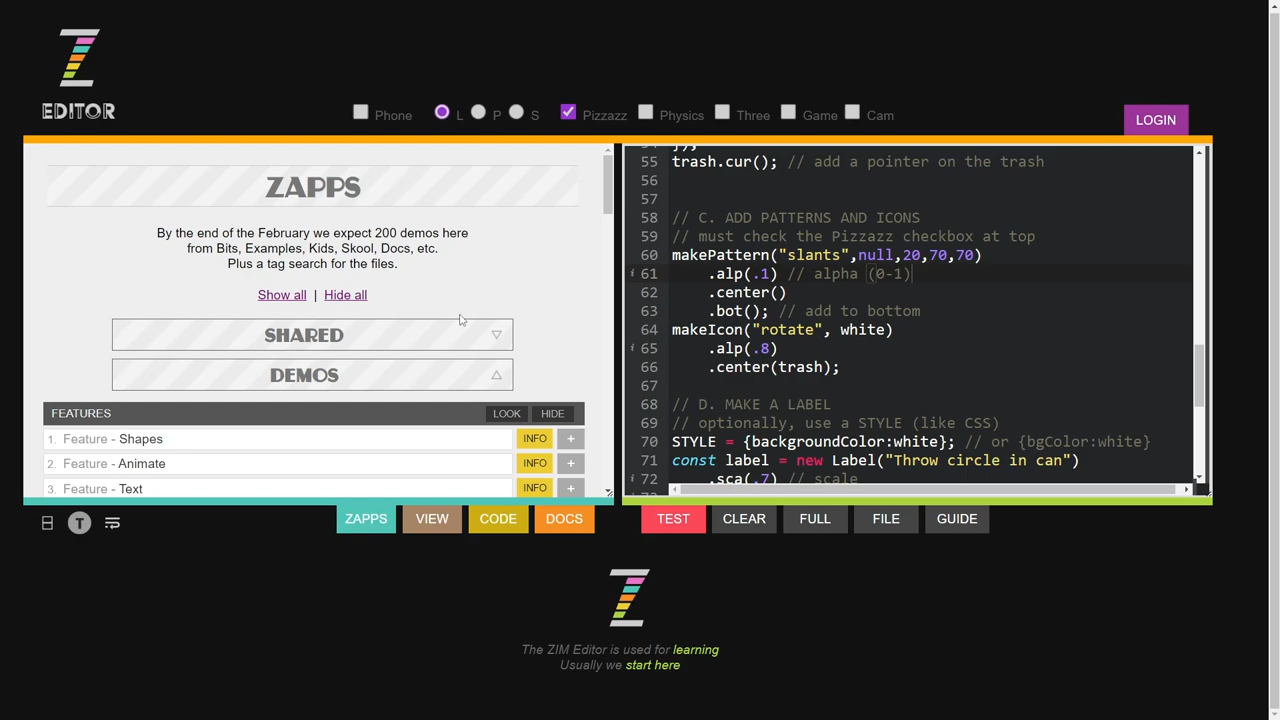 EDITOR
Phone L P S Pizzazz Physics Three Game Cam
LOGIN
ZAPPS
By the end of the February we expect 200 demos here
from Bits, Examples, Kids, Skool, Docs, etc.
Plus a tag search for the files.
Show all | Hide all
SHARED
DEMOS
FEATURES LOOK HIDE
1. Feature - Shapes INFO +
2. Feature - Animate INFO +
3. Feature - Text INFO +
55 trash.cur(); // add a pointer on the trash
56
57
58 // C. ADD PATTERNS AND ICONS
59 // must check the Pizzazz checkbox at top
60 makePattern("slants",null,20,70,70)
i 61 .alp(.1) // alpha (0-1)
62 .center()
63 .bot(); // add to bottom
64 makeIcon("rotate", white)
i 65 .alp(.8)
66 .center(trash);
67
68 // D. MAKE A LABEL
69 // optionally, use a STYLE (like CSS)
70 STYLE = {backgroundColor:white}; // or {bgColor:white}
71 const label = new Label("Throw circle in can")
i 72 .sca(.7) // scale
T
ZAPPS VIEW CODE DOCS
TEST CLEAR FULL FILE GUIDE
The ZIM Editor is used for learning
Usually we start here